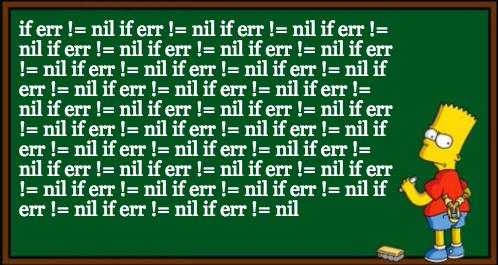 if err != nil if err != nil if err != nil if err !=
nil if err != nil if err != nil if err != nil if err
!= nil if err != nil if err != nil if err != nil if
err != nil if err != nil if err != nil if err !=
nil if err != nil if err != nil if err != nil if err
!= nil if err != nil if err != nil if err != nil if
err != nil if err != nil if err != nil if err !=
nil if err != nil if err != nil if err != nil if err
!= nil if err != nil if err != nil if err != nil if
err != nil if err != nil if err != nil